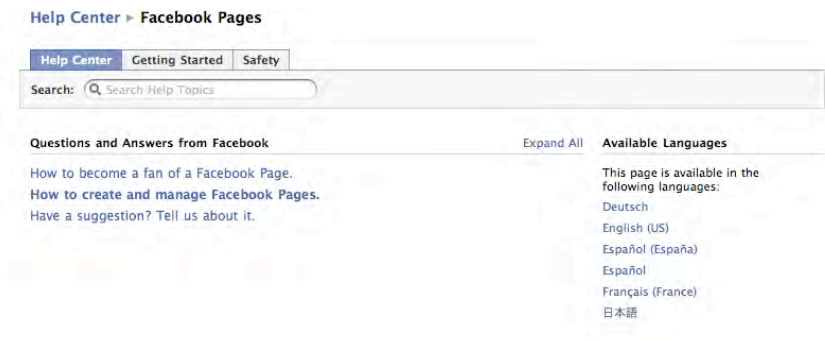 Help Center ▸ Facebook Pages
Help Center Getting Started Safety
Search: Search Help Topics
Questions and Answers from Facebook Expand All
How to become a fan of a Facebook Page.
How to create and manage Facebook Pages.
Have a suggestion? Tell us about it.
Available Languages
This page is available in the
following languages:
Deutsch
English (US)
Español (España)
Español
Français (France)
日本語